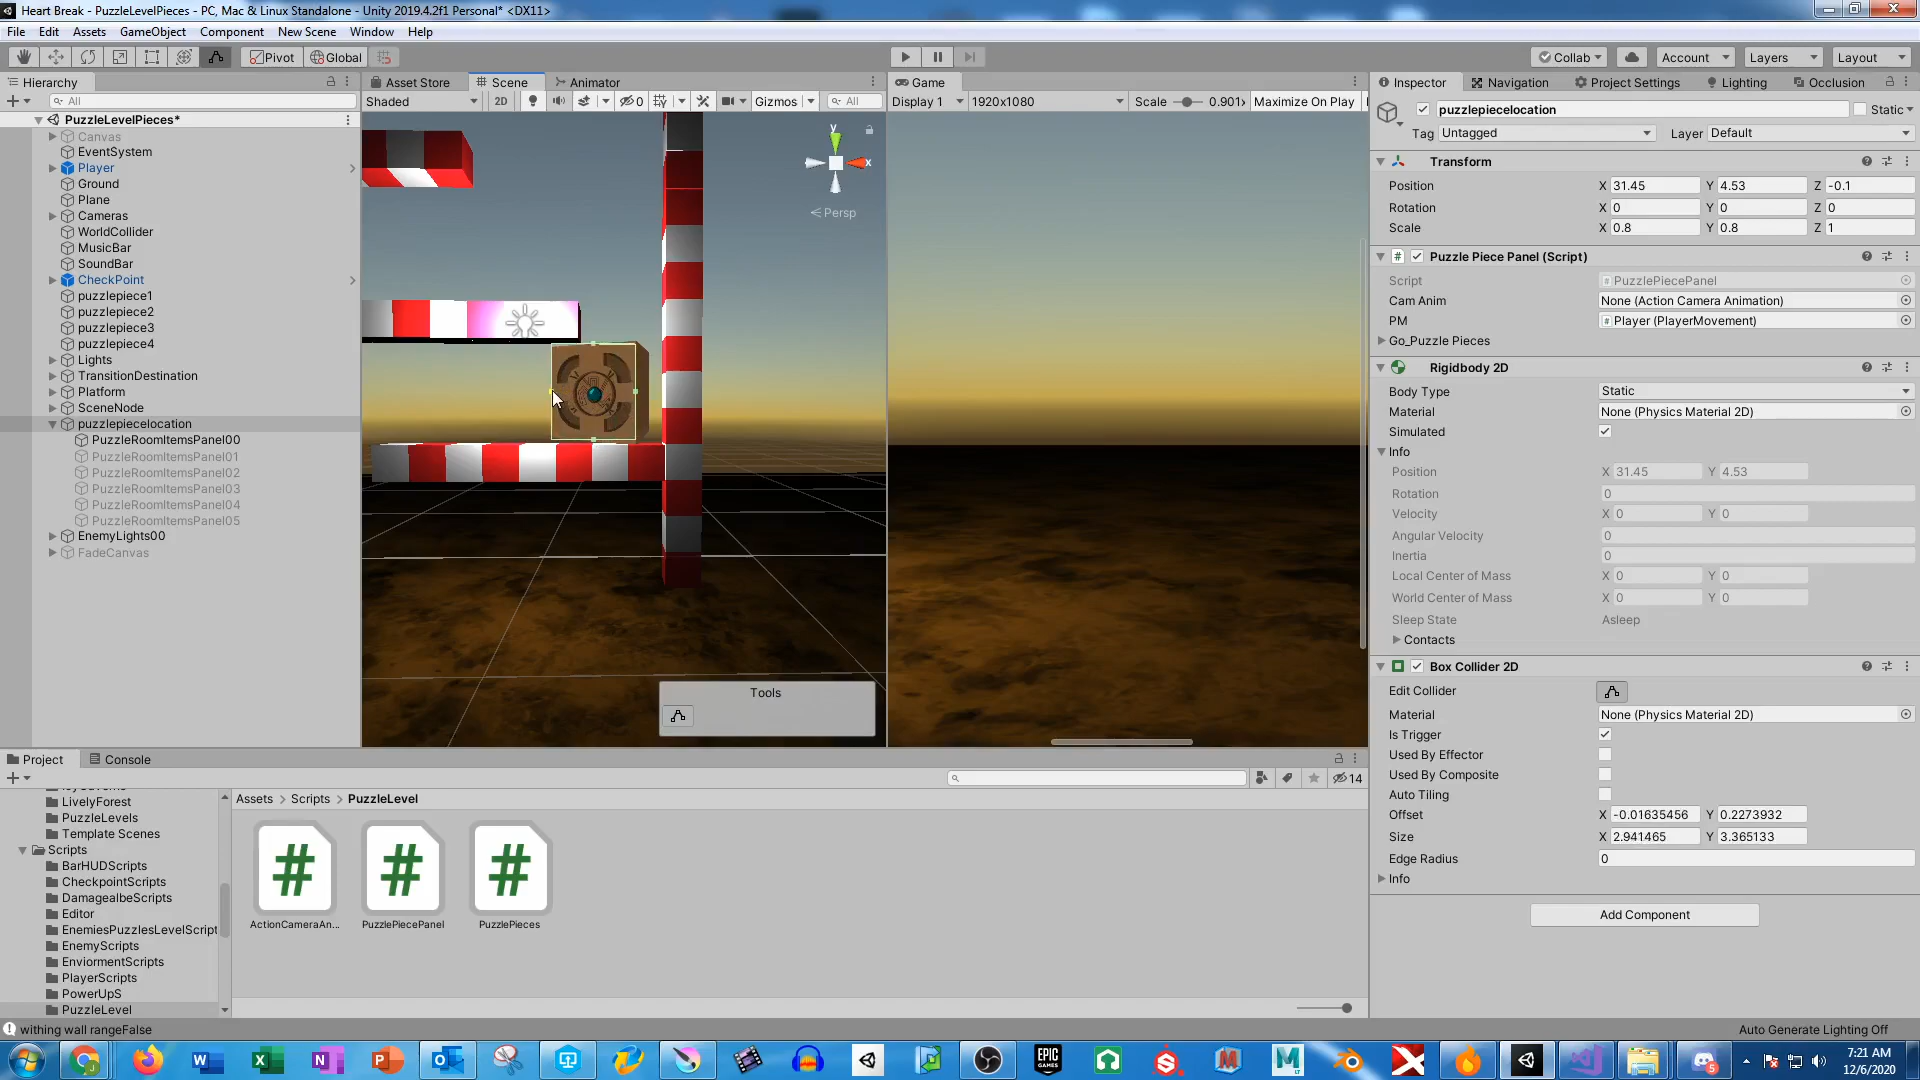 Heart Break - PuzzleLevelPieces - PC, Mac & Linux Standalone - Unity 2019.4.2f1 Personal* <DX11>
File Edit Assets GameObject Component New Scene Window Help
Pivot Global
Collab Account Layers Layout
Hierarchy
All
PuzzleLevelPieces*
Canvas
EventSystem
Player
Ground
Plane
Cameras
WorldCollider
MusicBar
SoundBar
CheckPoint
puzzlepiece1
puzzlepiece2
puzzlepiece3
puzzlepiece4
Lights
TransitionDestination
Platform
SceneNode
puzzlepiecelocation
PuzzleRoomItemsPanel00
PuzzleRoomItemsPanel01
PuzzleRoomItemsPanel02
PuzzleRoomItemsPanel03
PuzzleRoomItemsPanel04
PuzzleRoomItemsPanel05
EnemyLights00
FadeCanvas
Asset Store Scene Animator
Shaded 2D 0 Gizmos All
y
x
Persp
Tools
Game
Display 1 1920x1080 Scale 0.901x Maximize On Play
Inspector Navigation Project Settings Lighting Occlusion
puzzlepiecelocation Static
Tag Untagged Layer Default
Transform
Position X 31.45 Y 4.53 Z -0.1
Rotation X 0 Y 0 Z 0
Scale X 0.8 Y 0.8 Z 1
Puzzle Piece Panel (Script)
Script PuzzlePiecePanel
Cam Anim None (Action Camera Animation)
PM Player (PlayerMovement)
Go_Puzzle Pieces
Rigidbody 2D
Body Type Static
Material None (Physics Material 2D)
Simulated
Info
Position X 31.45 Y 4.53
Rotation 0
Velocity X 0 Y 0
Angular Velocity 0
Inertia 0
Local Center of Mass X 0 Y 0
World Center of Mass X 0 Y 0
Sleep State Asleep
Contacts
Box Collider 2D
Edit Collider
Material None (Physics Material 2D)
Is Trigger
Used By Effector
Used By Composite
Auto Tiling
Offset X -0.01635456 Y 0.2273932
Size X 2.941465 Y 3.365133
Edge Radius 0
Info
Add Component
Project Console
14
LivelyForest
PuzzleLevels
Template Scenes
Scripts
BarHUDScripts
CheckpointScripts
DamagealbeScripts
Editor
EnemiesPuzzlesLevelScript
EnemyScripts
EnviormentScripts
PlayerScripts
PowerUpS
PuzzleLevel
Assets > Scripts > PuzzleLevel
ActionCameraAn... PuzzlePiecePanel PuzzlePieces
withing wall rangeFalse
Auto Generate Lighting Off
EPIC GAMES
5
7:21 AM
12/6/2020